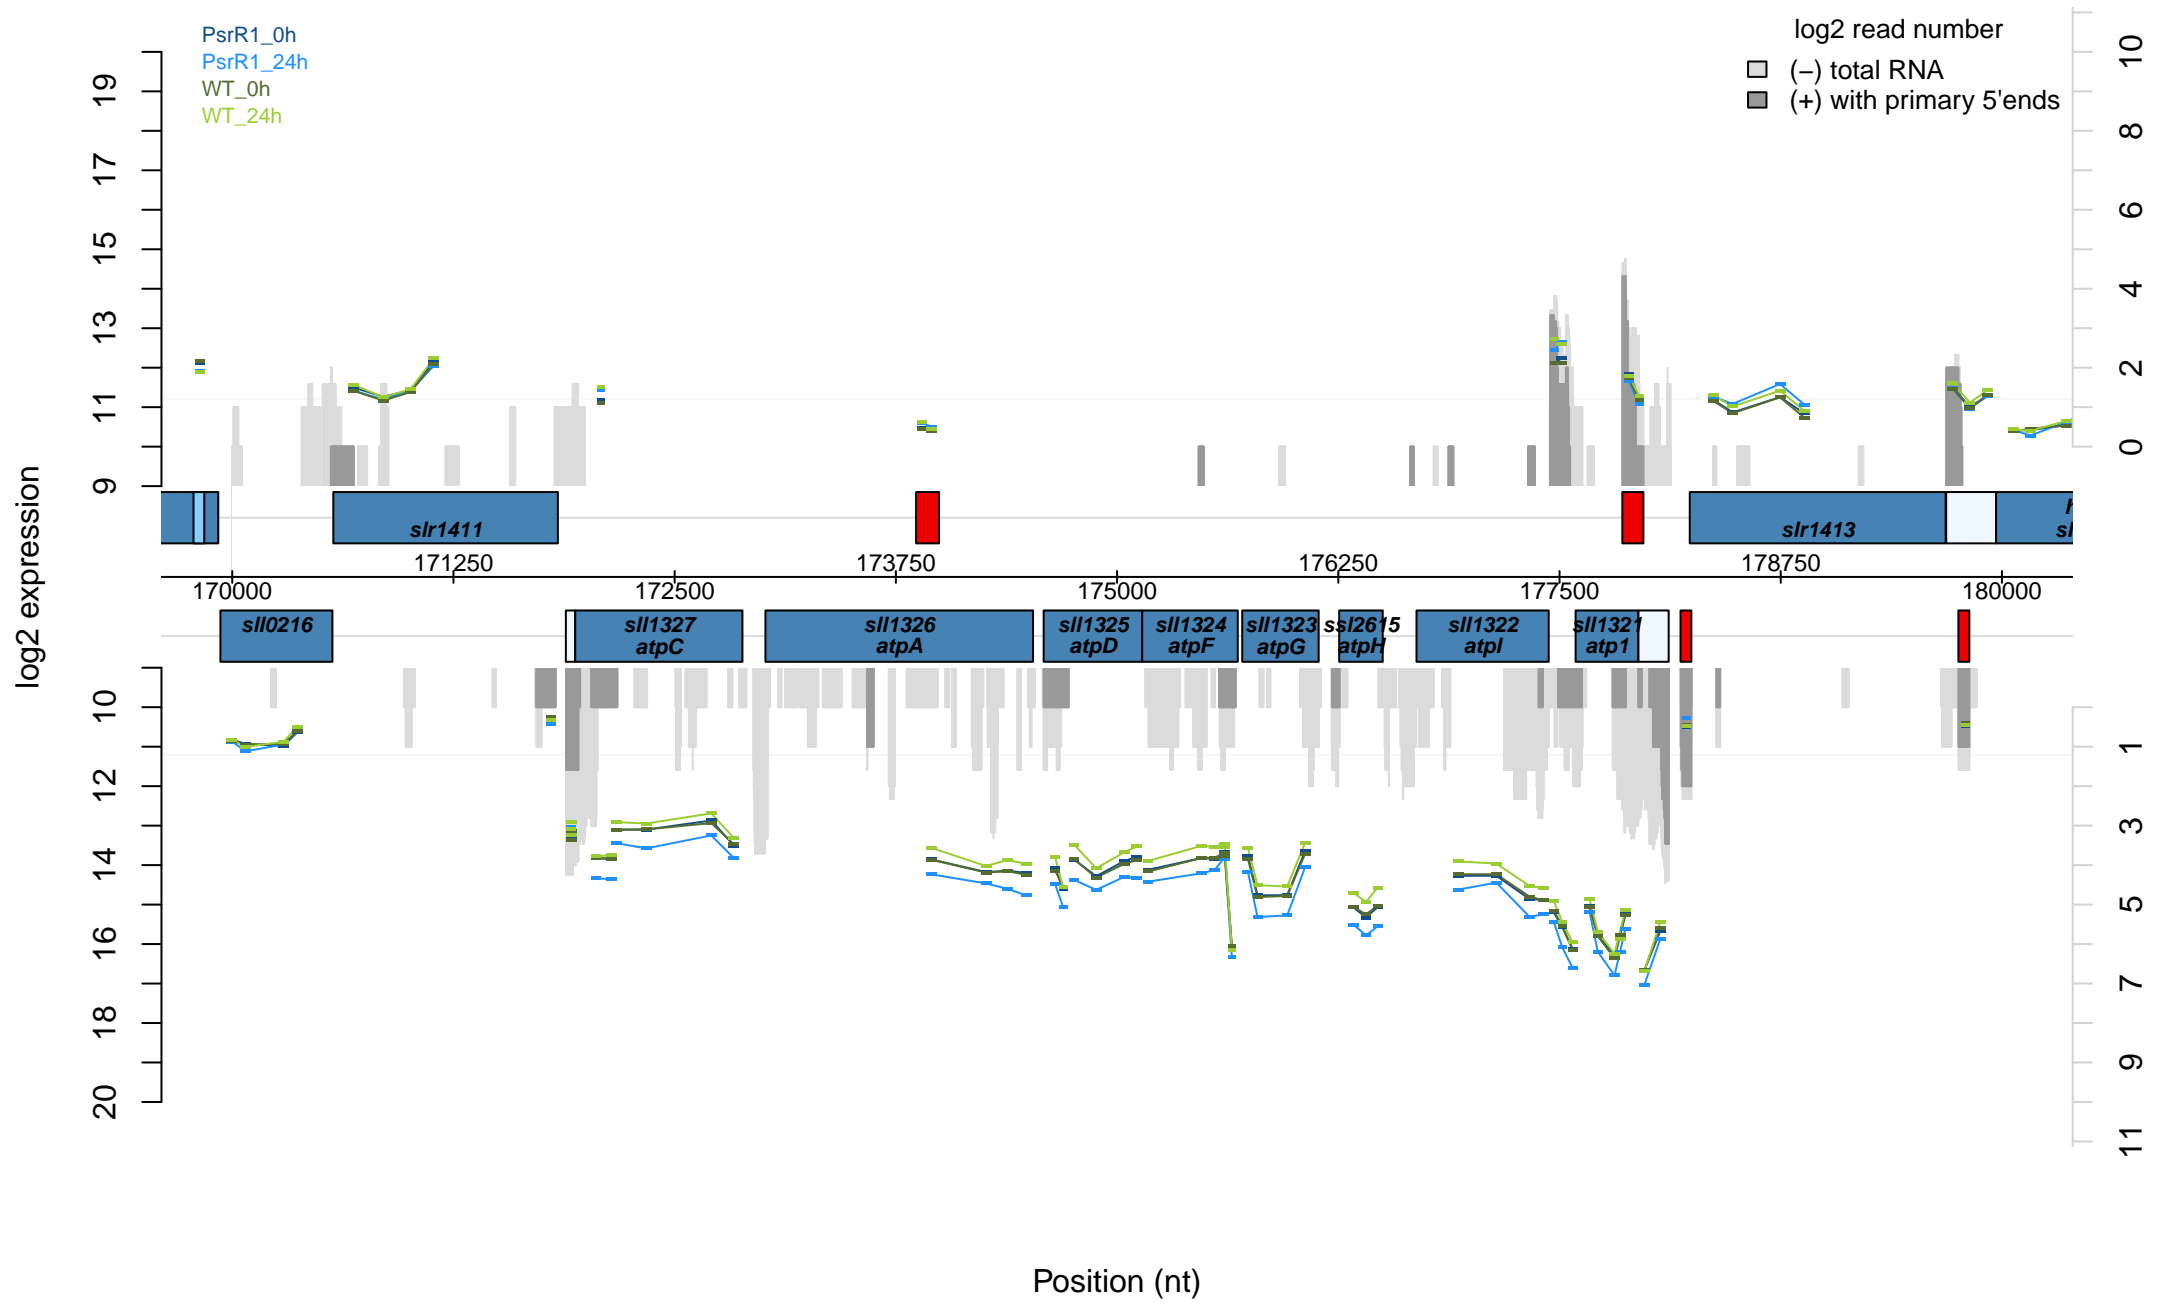 PsrR1_0h
PsrR1_24h
WT_0h
WT_24h
log2 read number
(−) total RNA
(+) with primary 5'ends
19
17
15
13
11
9
10
8
6
4
2
0
log2 expression
slr1411
slr1413
h
sl
171250
173750
176250
178750
170000
172500
175000
177500
180000
sll0216
sll1327
atpC
sll1326
atpA
sll1325
atpD
sll1324
atpF
sll1323
atpG
ssl2615
atpH
sll1322
atpI
sll1321
atp1
10
12
14
16
18
20
1
3
5
7
9
11
Position (nt)